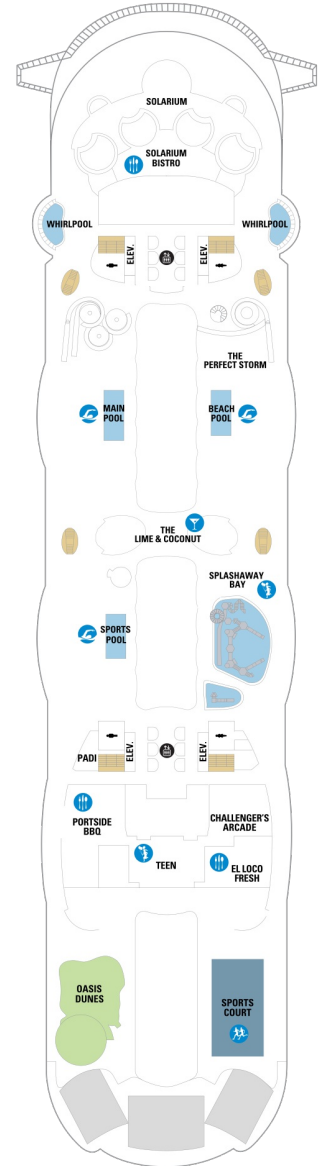 SOLARIUM
SOLARIUM
BISTRO
WHIRLPOOL
WHIRLPOOL
ELEV.
ELEV.
THE
PERFECT STORM
MAIN
POOL
BEACH
POOL
THE
LIME & COCONUT
SPLASHAWAY
BAY
SPORTS
POOL
PADI
ELEV.
ELEV.
PORTSIDE
BBQ
CHALLENGER'S
ARCADE
TEEN
EL LOCO
FRESH
OASIS
DUNES
SPORTS
COURT